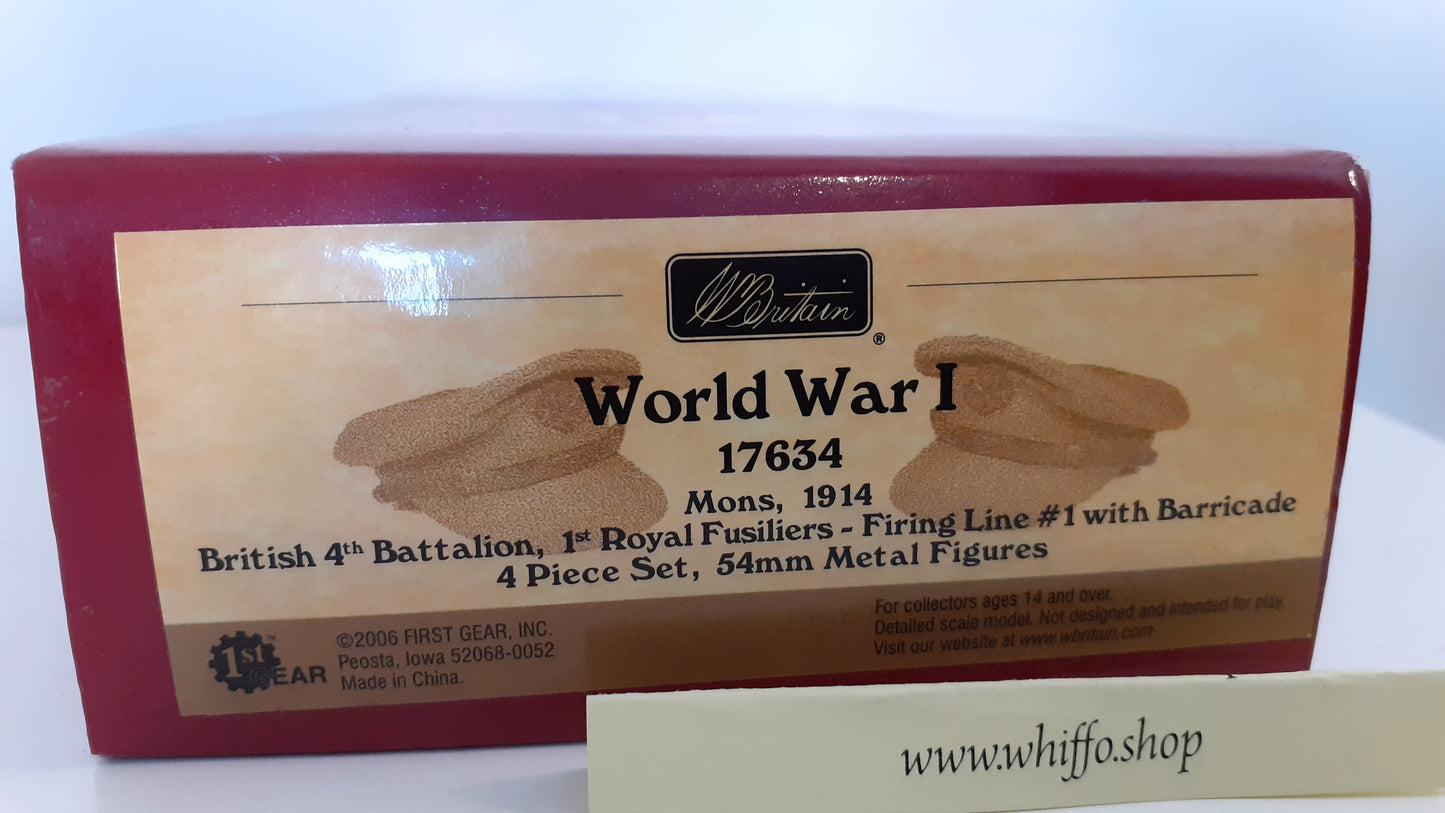 W Britain
®
World War I
17634
Mons, 1914
British 4th Battalion, 1st Royal Fusiliers - Firing Line #1 with Barricade
4 Piece Set, 54mm Metal Figures
1ST GEAR™
©2006 FIRST GEAR, INC.
Peosta, Iowa 52068-0052
Made in China.
For collectors ages 14 and over.
Detailed scale model. Not designed and intended for play.
Visit our website at www.wbritain.com
www.whiffo.shop